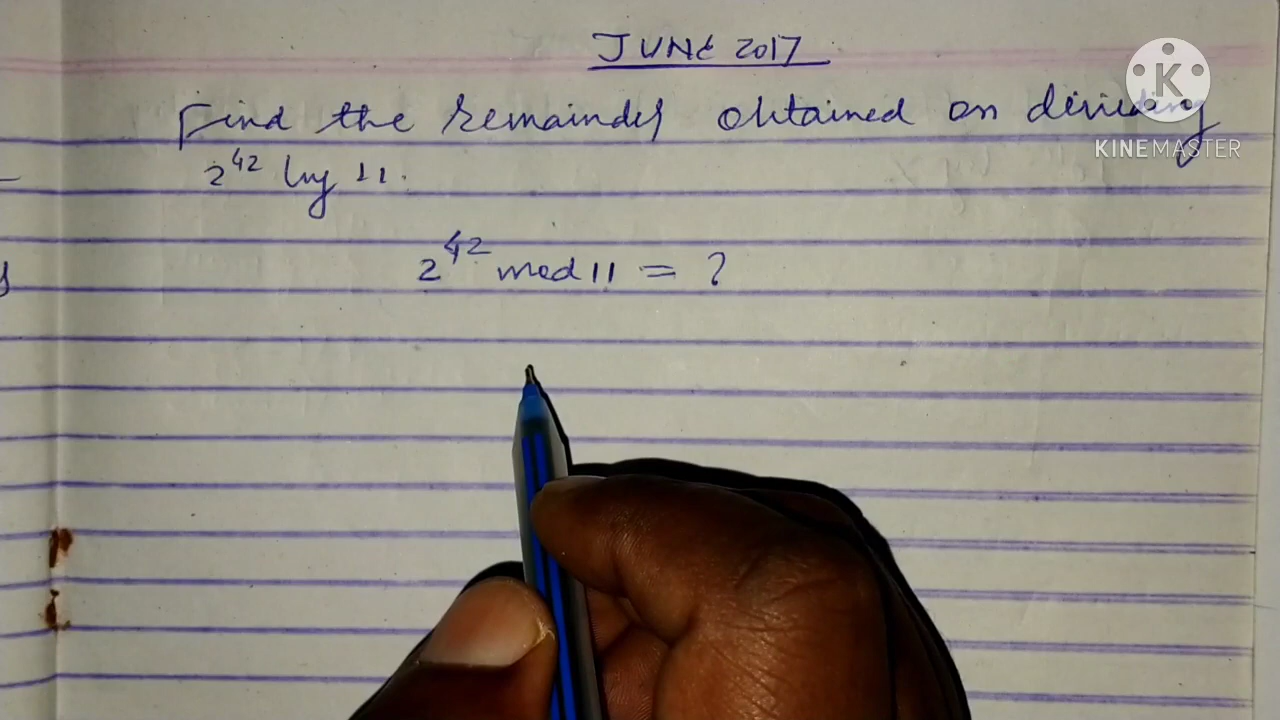 JUNE 2017
Find the remainder obtained on dividing
K
KINEMASTER
2^42 by 11.
2^42 mod 11 = ?